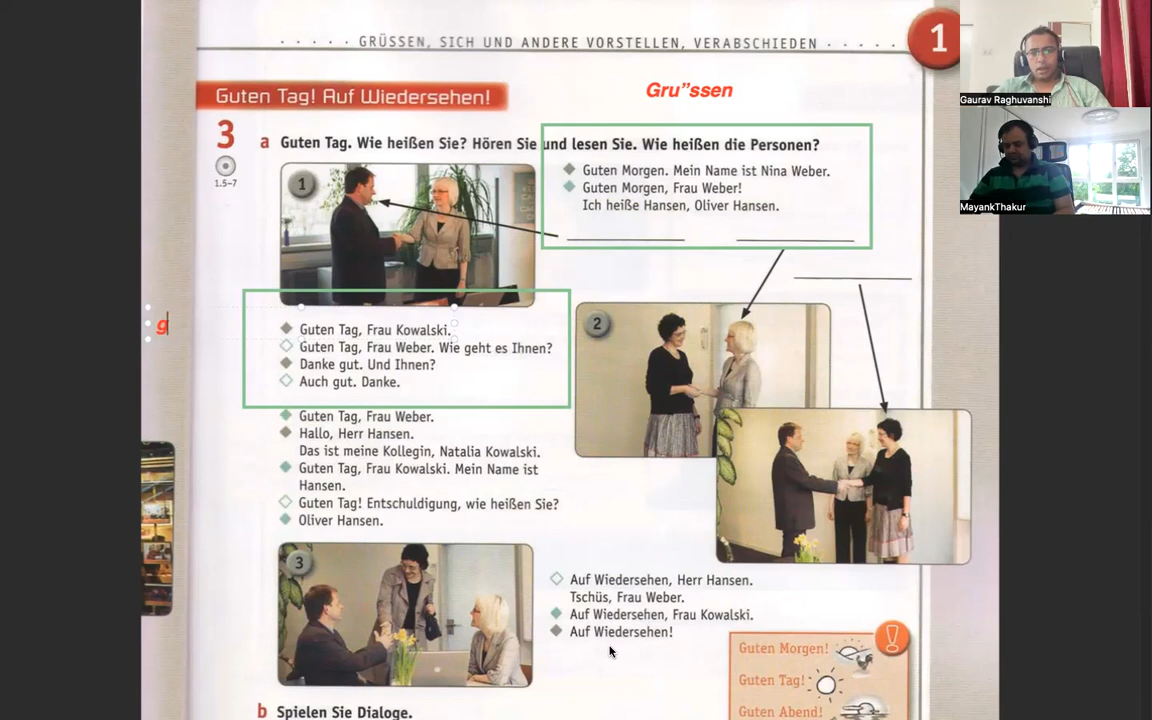 · · · · · GRÜSSEN, SICH UND ANDERE VORSTELLEN, VERABSCHIEDEN · · · · ·
1
Gaurav Raghuvanshi
MayankThakur
Guten Tag! Auf Wiedersehen!
Gru"ssen
3
1.5–7
a Guten Tag. Wie heißen Sie? Hören Sie und lesen Sie. Wie heißen die Personen?
1
Guten Morgen. Mein Name ist Nina Weber.
Guten Morgen, Frau Weber!
Ich heiße Hansen, Oliver Hansen.
g
Guten Tag, Frau Kowalski.
Guten Tag, Frau Weber. Wie geht es Ihnen?
Danke gut. Und Ihnen?
Auch gut. Danke.
2
Guten Tag, Frau Weber.
Hallo, Herr Hansen.
Das ist meine Kollegin, Natalia Kowalski.
Guten Tag, Frau Kowalski. Mein Name ist
Hansen.
Guten Tag! Entschuldigung, wie heißen Sie?
Oliver Hansen.
3
Auf Wiedersehen, Herr Hansen.
Tschüs, Frau Weber.
Auf Wiedersehen, Frau Kowalski.
Auf Wiedersehen!
!
Guten Morgen!
Guten Tag!
Guten Abend!
b Spielen Sie Dialoge.